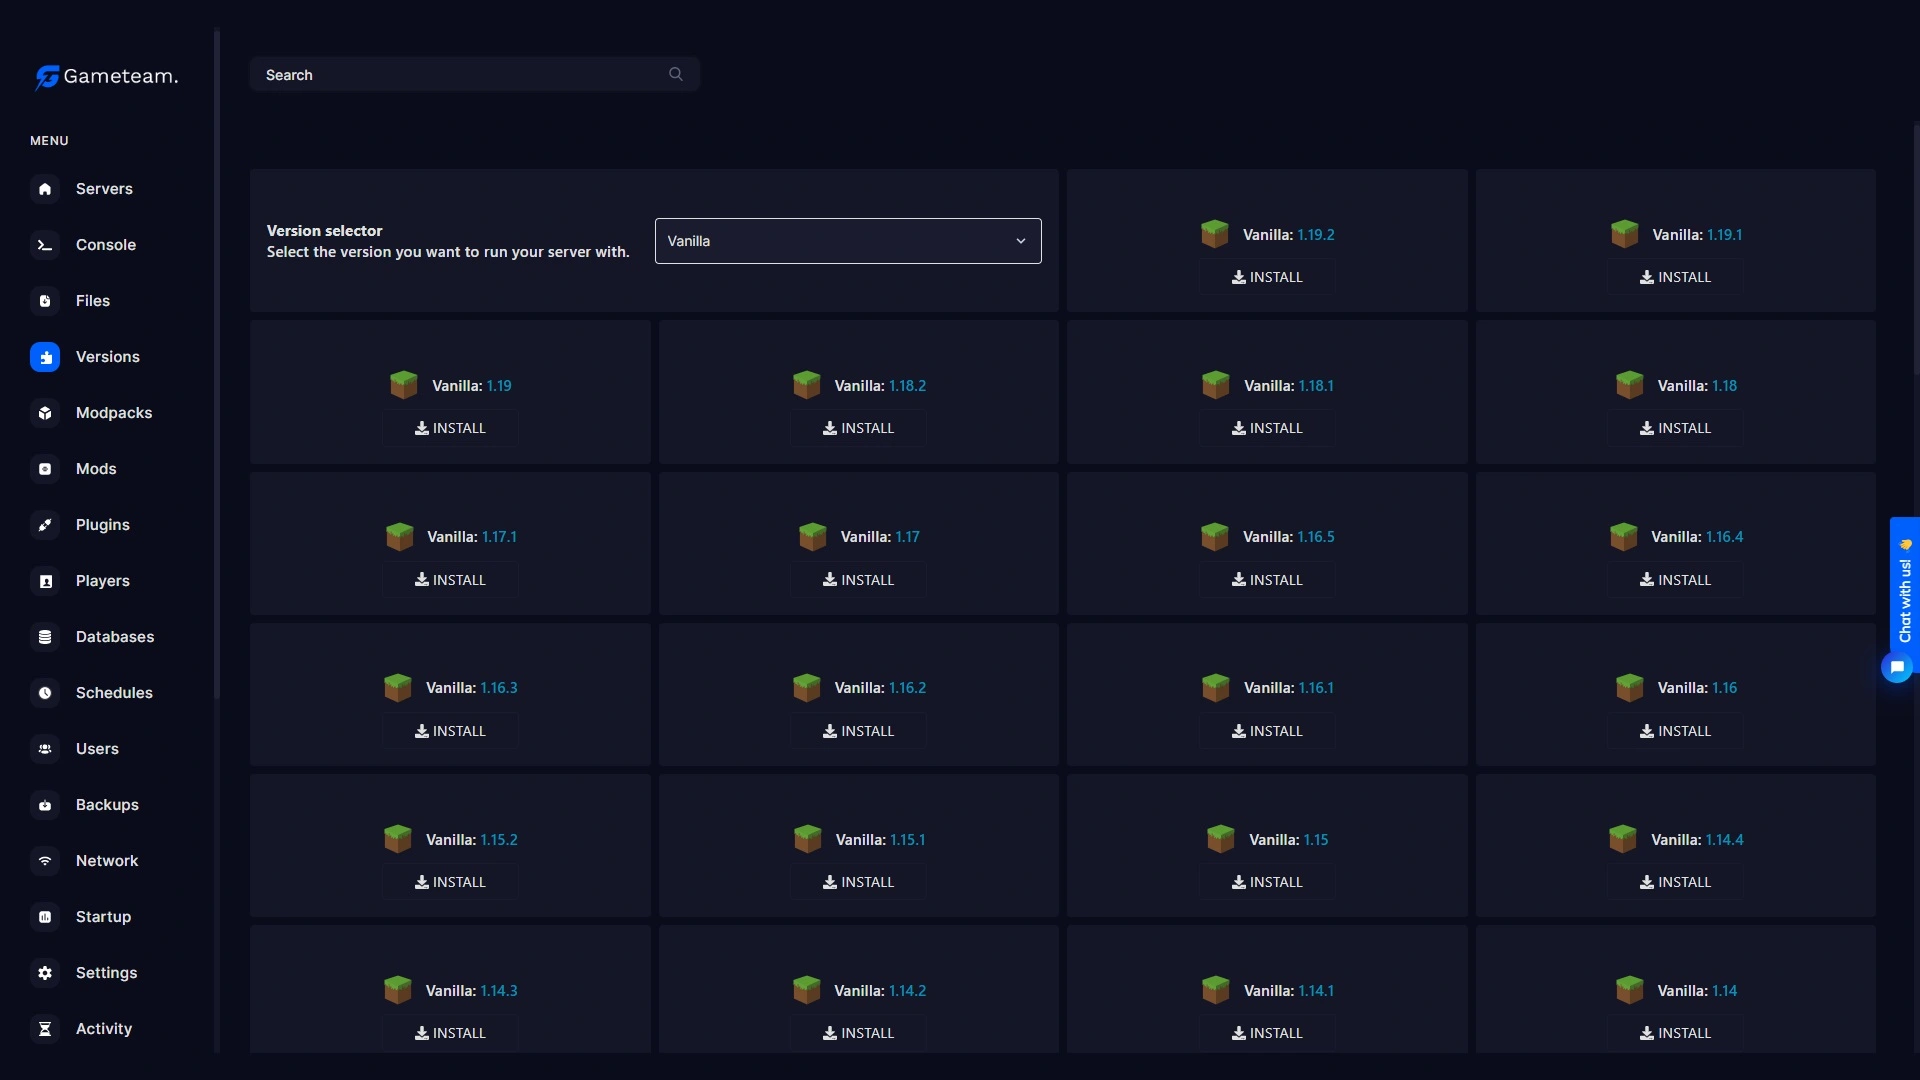 Gameteam.
MENU
Servers
Console
Files
Versions
Modpacks
Mods
Plugins
Players
Databases
Schedules
Users
Backups
Network
Startup
Settings
Activity
Search
Version selector
Select the version you want to run your server with.
Vanilla
Vanilla: 1.19.2
INSTALL
Vanilla: 1.19.1
INSTALL
Vanilla: 1.19
INSTALL
Vanilla: 1.18.2
INSTALL
Vanilla: 1.18.1
INSTALL
Vanilla: 1.18
INSTALL
Vanilla: 1.17.1
INSTALL
Vanilla: 1.17
INSTALL
Vanilla: 1.16.5
INSTALL
Vanilla: 1.16.4
INSTALL
Vanilla: 1.16.3
INSTALL
Vanilla: 1.16.2
INSTALL
Vanilla: 1.16.1
INSTALL
Vanilla: 1.16
INSTALL
Vanilla: 1.15.2
INSTALL
Vanilla: 1.15.1
INSTALL
Vanilla: 1.15
INSTALL
Vanilla: 1.14.4
INSTALL
Vanilla: 1.14.3
INSTALL
Vanilla: 1.14.2
INSTALL
Vanilla: 1.14.1
INSTALL
Vanilla: 1.14
INSTALL
Chat with us!